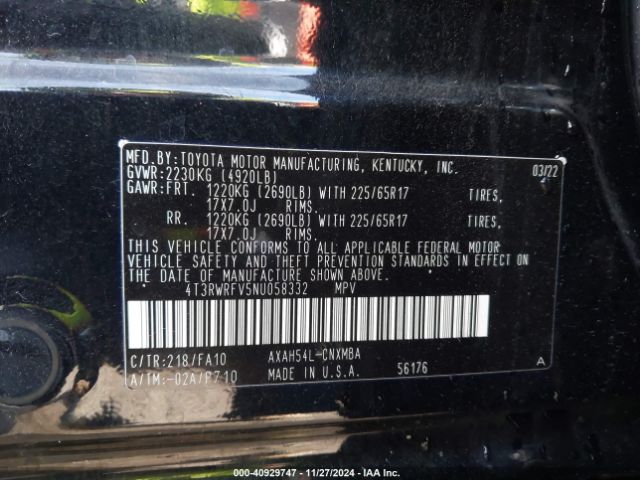 MFD.BY:TOYOTA MOTOR MANUFACTURING, KENTUCKY, INC. 03/22
GVWR:2230KG (4920LB)
GAWR:FRT. 1220KG (2690LB) WITH 225/65R17 TIRES,
17X7.0J RIMS.
RR. 1220KG (2690LB) WITH 225/65R17 TIRES,
17X7.0J RIMS.
THIS VEHICLE CONFORMS TO ALL APPLICABLE FEDERAL MOTOR
VEHICLE SAFETY AND THEFT PREVENTION STANDARDS IN EFFECT
ON THE DATE OF MANUFACTURE SHOWN ABOVE.
4T3RWRFV5NU058332 MPV
C/TR:218/FA10 AXAH54L-CNXMBA
A/TM:-02A/P710 MADE IN U.S.A. 56176 A
000-40929747 - 11/27/2024 - IAA Inc.